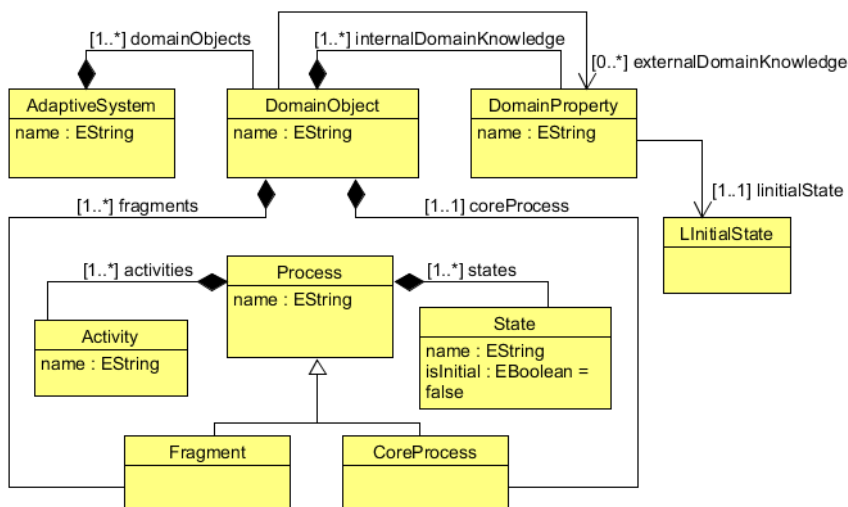 [1..*] domainObjects
[1..*] internalDomainKnowledge
[0..*] externalDomainKnowledge
AdaptiveSystem
name : EString
DomainObject
name : EString
DomainProperty
name : EString
[1..1] linitialState
LInitialState
[1..*] fragments
[1..1] coreProcess
[1..*] activities
Process
name : EString
[1..*] states
Activity
name : EString
State
name : EString
isInitial : EBoolean =
false
Fragment
CoreProcess